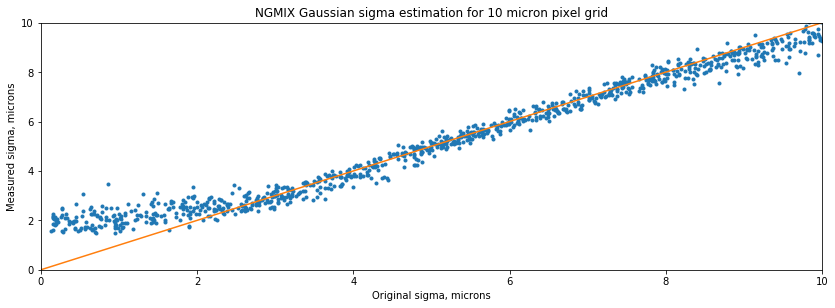 NGMIX Gaussian sigma estimation for 10 micron pixel grid
Measured sigma, microns
10
8
6
4
2
0
0 2 4 6 8 10
Original sigma, microns